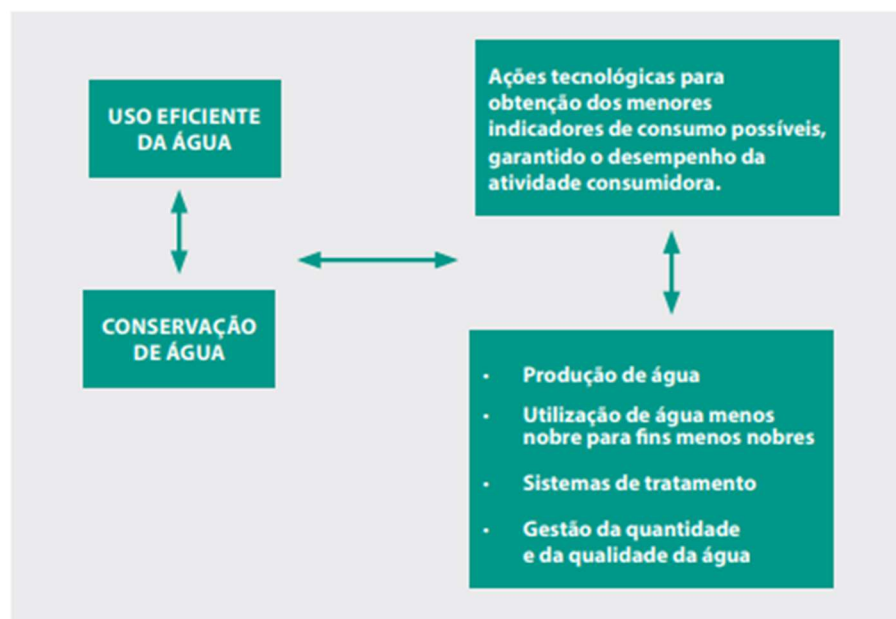 USO EFICIENTE
DA ÁGUA
CONSERVAÇÃO
DE ÁGUA
Ações tecnológicas para
obtenção dos menores
indicadores de consumo possíveis,
garantido o desempenho da
atividade consumidora.
• Produção de água
• Utilização de água menos
nobre para fins menos nobres
• Sistemas de tratamento
• Gestão da quantidade
e da qualidade da água